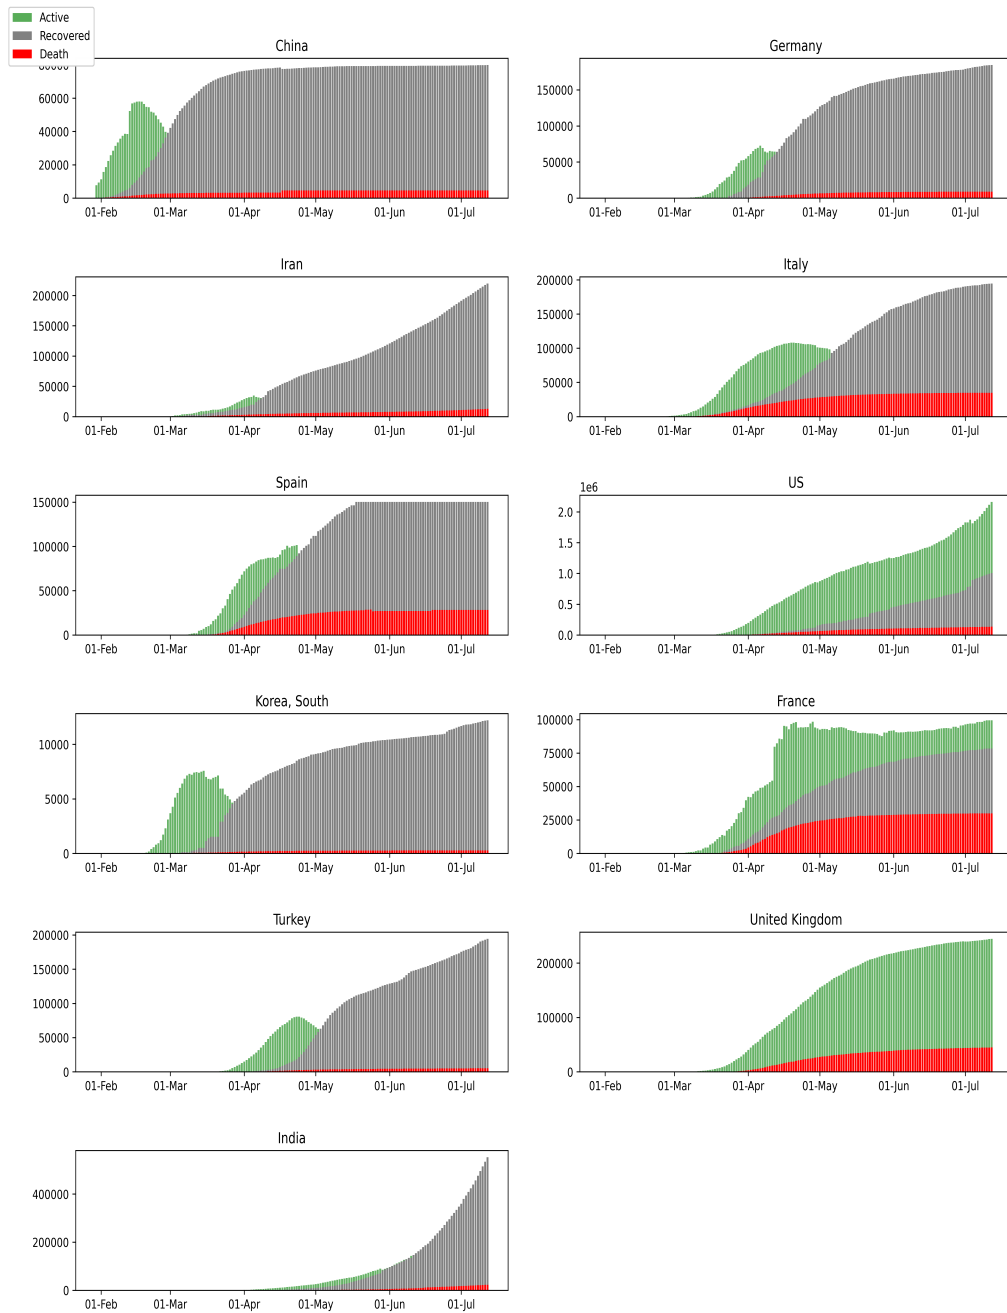 Active
Recovered
Death
China
80000
60000
40000
20000
0
01-Feb 01-Mar 01-Apr 01-May 01-Jun 01-Jul
Germany
150000
100000
50000
0
01-Feb 01-Mar 01-Apr 01-May 01-Jun 01-Jul
Iran
200000
150000
100000
50000
0
01-Feb 01-Mar 01-Apr 01-May 01-Jun 01-Jul
Italy
200000
150000
100000
50000
0
01-Feb 01-Mar 01-Apr 01-May 01-Jun 01-Jul
Spain
150000
100000
50000
0
01-Feb 01-Mar 01-Apr 01-May 01-Jun 01-Jul
US
1e6
2.0
1.5
1.0
0.5
0.0
01-Feb 01-Mar 01-Apr 01-May 01-Jun 01-Jul
Korea, South
10000
5000
0
01-Feb 01-Mar 01-Apr 01-May 01-Jun 01-Jul
France
100000
75000
50000
25000
0
01-Feb 01-Mar 01-Apr 01-May 01-Jun 01-Jul
Turkey
200000
150000
100000
50000
0
01-Feb 01-Mar 01-Apr 01-May 01-Jun 01-Jul
United Kingdom
200000
100000
0
01-Feb 01-Mar 01-Apr 01-May 01-Jun 01-Jul
India
400000
200000
0
01-Feb 01-Mar 01-Apr 01-May 01-Jun 01-Jul